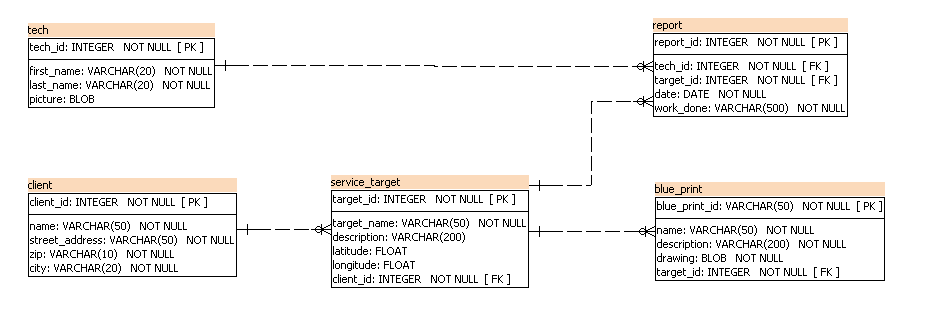 tech
tech_id: INTEGER NOT NULL [ PK ]
first_name: VARCHAR(20) NOT NULL
last_name: VARCHAR(20) NOT NULL
picture: BLOB
report
report_id: INTEGER NOT NULL [ PK ]
tech_id: INTEGER NOT NULL [ FK ]
target_id: INTEGER NOT NULL [ FK ]
date: DATE NOT NULL
work_done: VARCHAR(500) NOT NULL
client
client_id: INTEGER NOT NULL [ PK ]
name: VARCHAR(50) NOT NULL
street_address: VARCHAR(50) NOT NULL
zip: VARCHAR(10) NOT NULL
city: VARCHAR(20) NOT NULL
service_target
target_id: INTEGER NOT NULL [ PK ]
target_name: VARCHAR(50) NOT NULL
description: VARCHAR(200)
latitude: FLOAT
longitude: FLOAT
client_id: INTEGER NOT NULL [ FK ]
blue_print
blue_print_id: VARCHAR(50) NOT NULL [ PK ]
name: VARCHAR(50) NOT NULL
description: VARCHAR(200) NOT NULL
drawing: BLOB NOT NULL
target_id: INTEGER NOT NULL [ FK ]